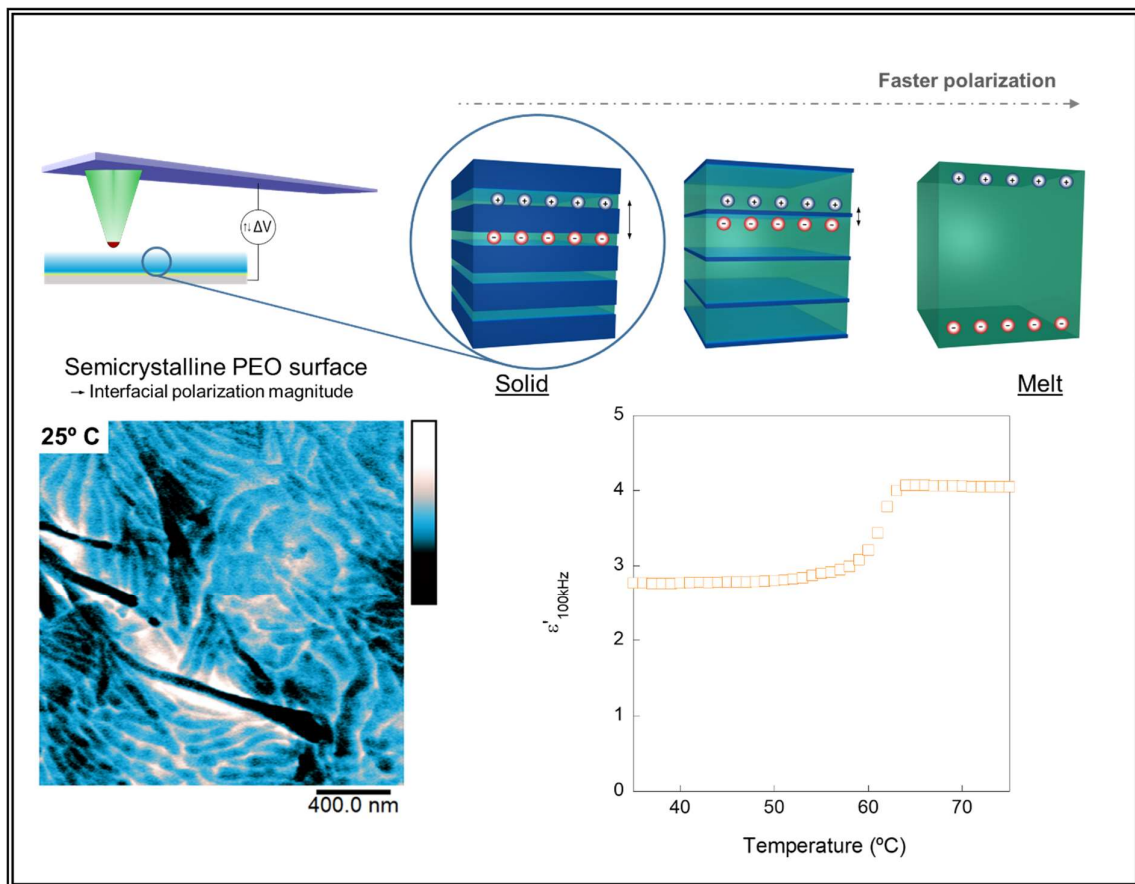 Faster polarization
↑↓ ΔV
+ + + + +
- - - - -
+ + + + +
- - - - -
+ + + + +
- - - - -
Semicrystalline PEO surface
→ Interfacial polarization magnitude
Solid
Melt
25º C
400.0 nm
5
4
3
2
1
0
ε'100kHz
40 50 60 70
Temperature (ºC)